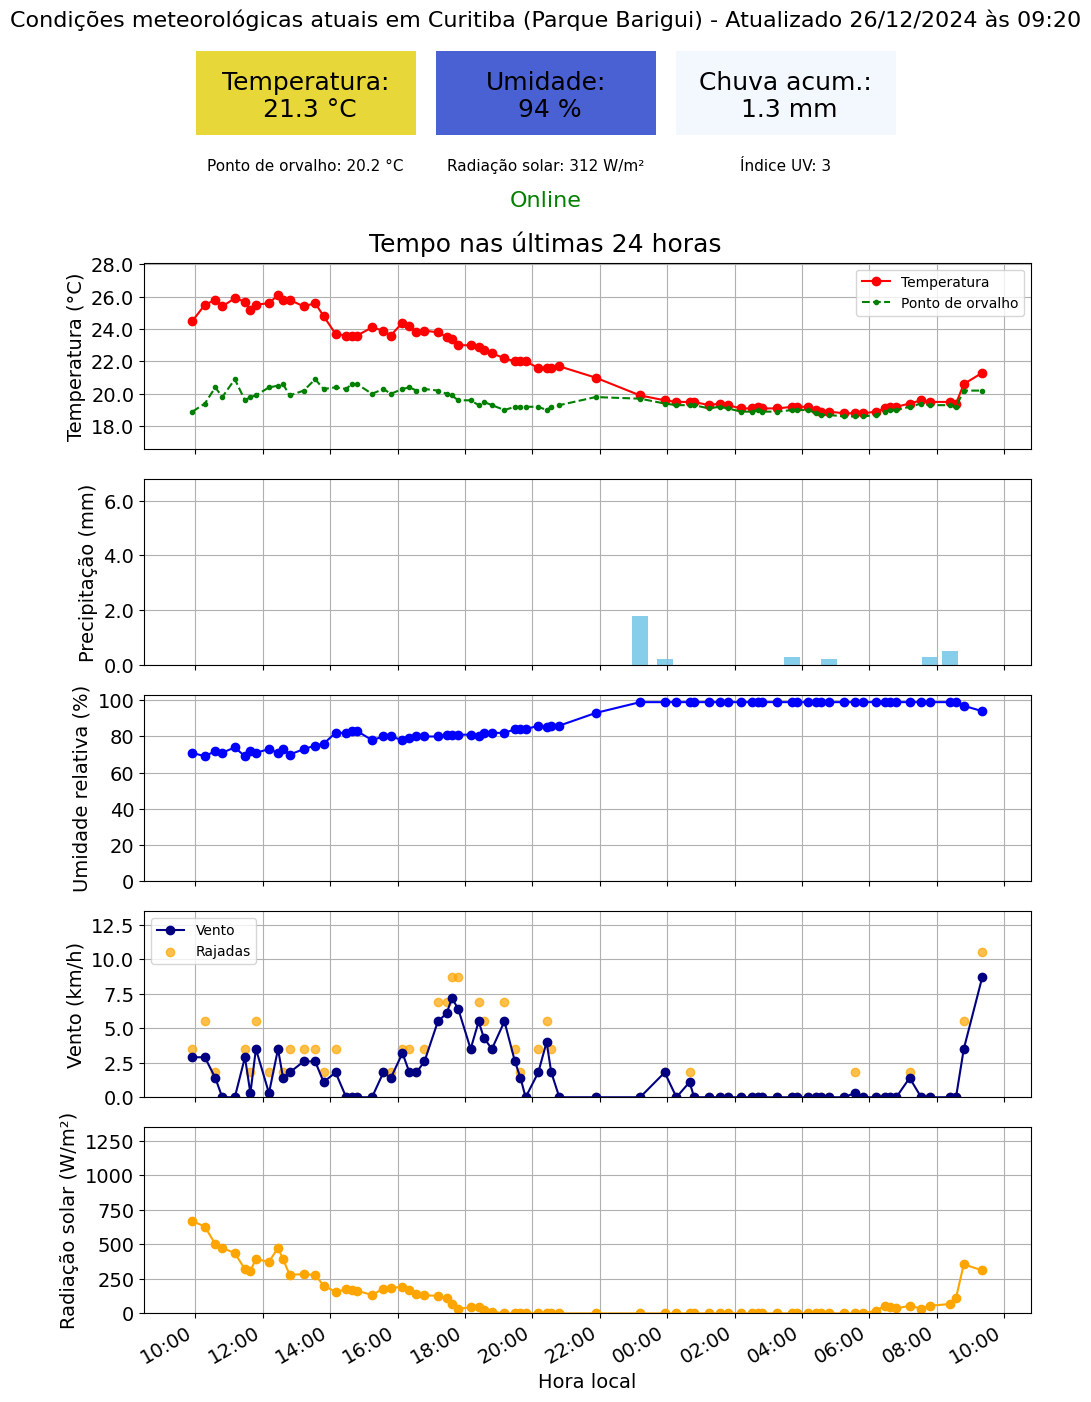 Condições meteorológicas atuais em Curitiba (Parque Barigui) - Atualizado 26/12/2024 às 09:20
Temperatura:
21.3 °C
Umidade:
94 %
Chuva acum.:
1.3 mm
Ponto de orvalho: 20.2 °C
Radiação solar: 312 W/m²
Índice UV: 3
Online
Tempo nas últimas 24 horas
Temperatura (°C)
28.0
26.0
24.0
22.0
20.0
18.0
Temperatura
Ponto de orvalho
Precipitação (mm)
6.0
4.0
2.0
0.0
Umidade relativa (%)
100
80
60
40
20
0
Vento (km/h)
12.5
10.0
7.5
5.0
2.5
0.0
Vento
Rajadas
Radiação solar (W/m²)
1250
1000
750
500
250
0
10:00
12:00
14:00
16:00
18:00
20:00
22:00
00:00
02:00
04:00
06:00
08:00
10:00
Hora local